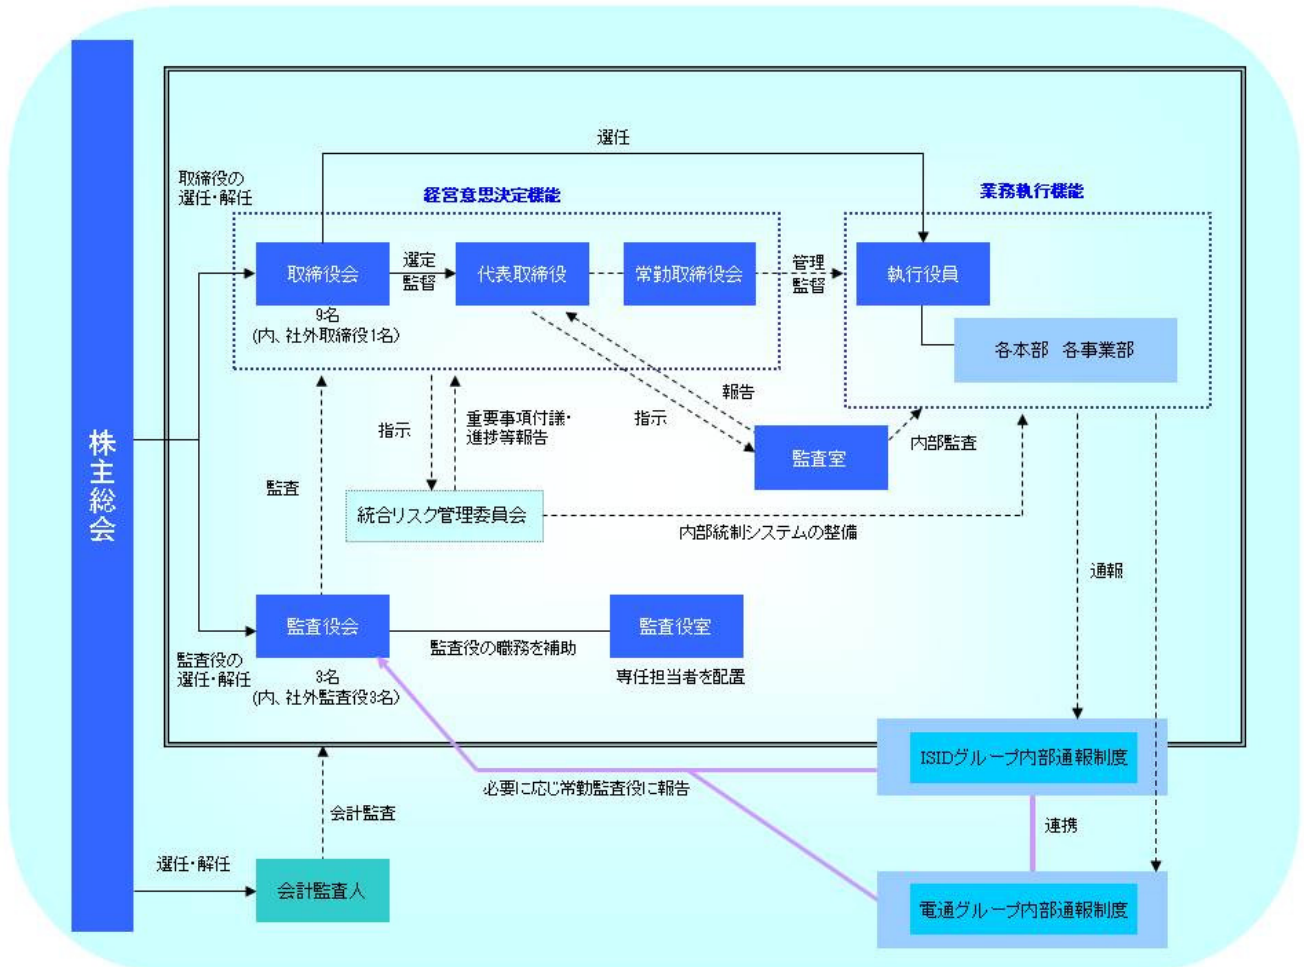 選任
取締役の
選任・解任
経営意思決定機能
業務執行機能
取締役会
選定
監督
代表取締役
常勤取締役会
管理
監督
執行役員
9名
(内、社外取締役1名)
各本部 各事業部
報告
指示
重要事項付議・
進捗等報告
指示
監査室
内部監査
株主総会
監査
統合リスク管理委員会
内部統制システムの整備
通報
監査役会
監査役の職務を補助
監査役室
監査役の
選任・解任
3名
(内、社外監査役3名)
専任担当者を配置
ISIDグループ内部通報制度
必要に応じ常勤監査役に報告
会計監査
連携
選任・解任
会計監査人
電通グループ内部通報制度